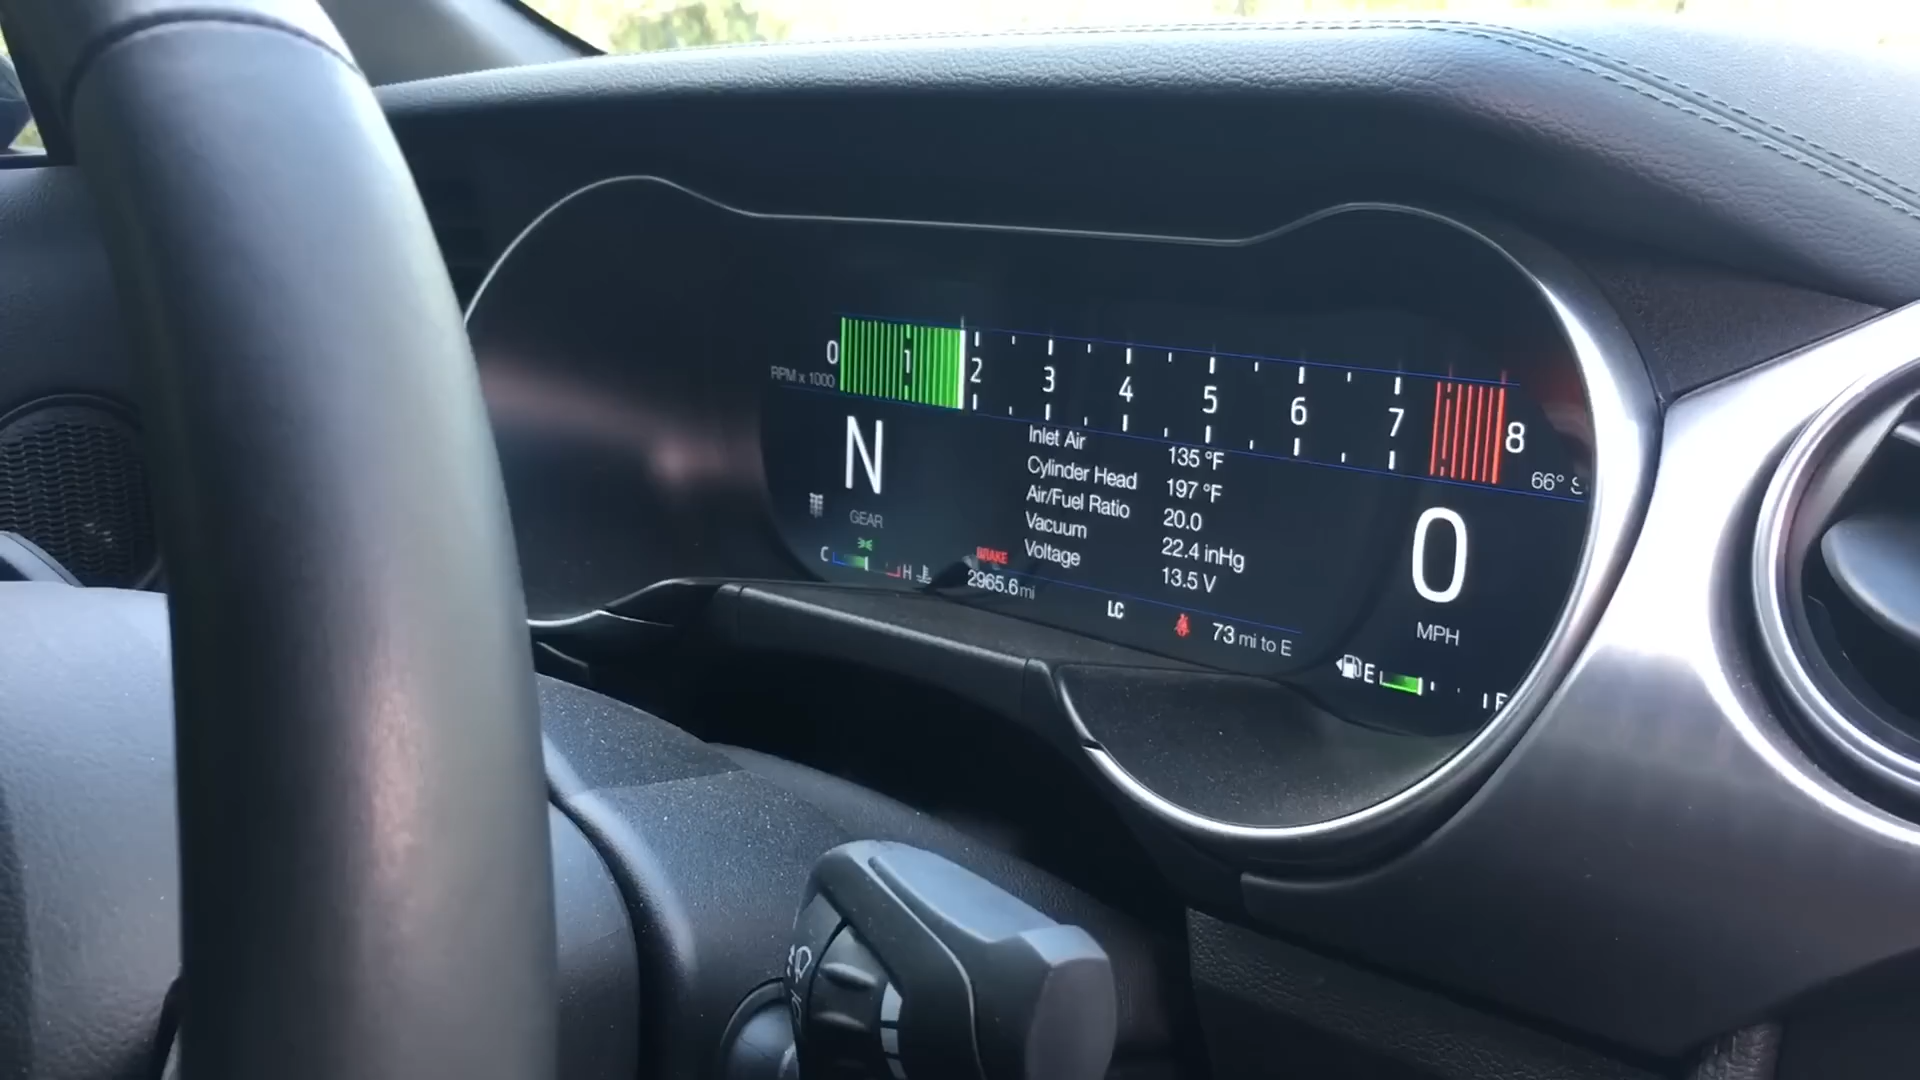 0 1 2 3 4 5 6 7 8
RPM x 1000
66°
N
GEAR
Inlet Air 135 °F
Cylinder Head 197 °F
Air/Fuel Ratio 20.0
Vacuum 22.4 inHg
Voltage 13.5 V
0
MPH
C H
BRAKE
2965.6 mi
LC
73 mi to E
E F